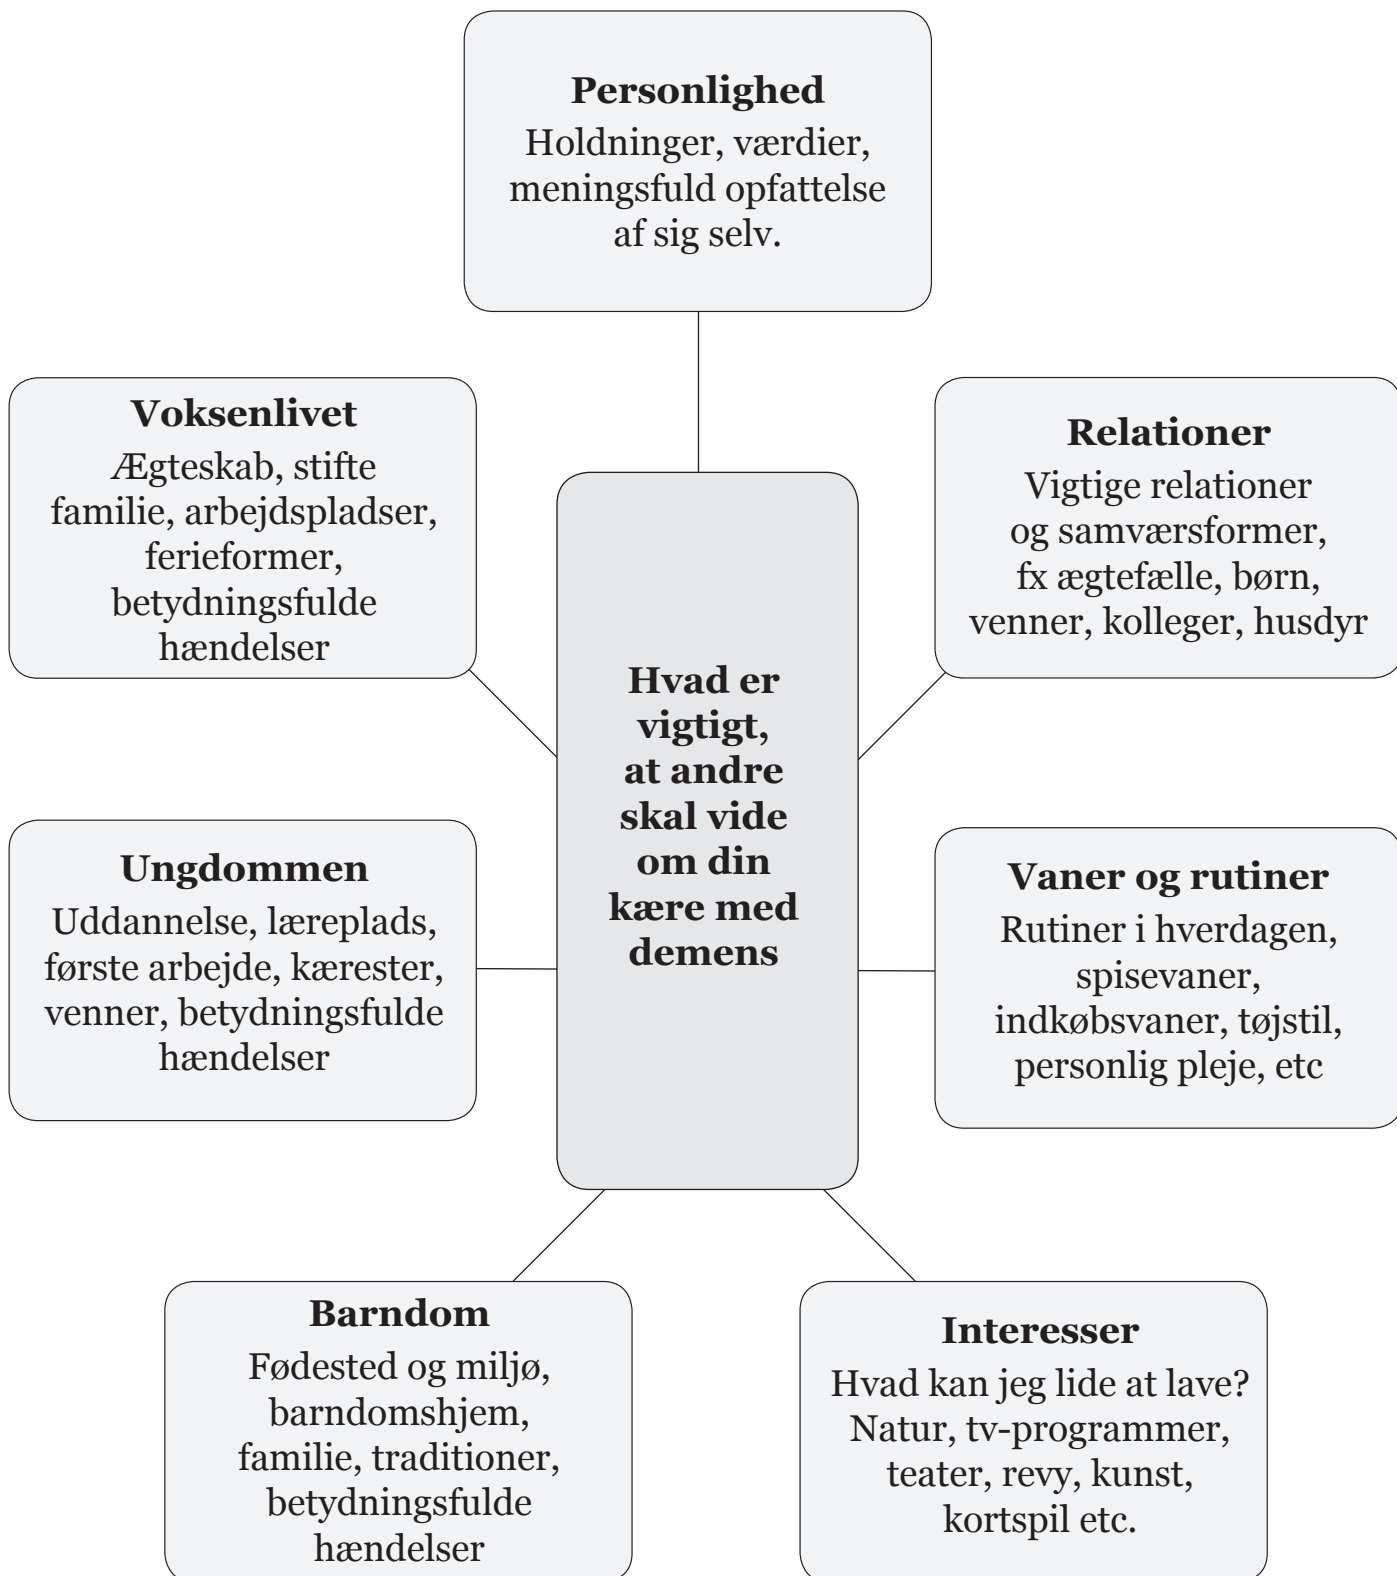 Personlighed
Holdninger, værdier,
meningsfuld opfattelse
af sig selv.
Voksenlivet
Ægteskab, stifte
familie, arbejdspladser,
ferieformer,
betydningsfulde
hændelser
Relationer
Vigtige relationer
og samværsformer,
fx ægtefælle, børn,
venner, kolleger, husdyr
Hvad er
vigtigt,
at andre
skal vide
om din
kære med
demens
Ungdommen
Uddannelse, læreplads,
første arbejde, kærester,
venner, betydningsfulde
hændelser
Vaner og rutiner
Rutiner i hverdagen,
spisevaner,
indkøbsvaner, tøjstil,
personlig pleje, etc
Barndom
Fødested og miljø,
barndomshjem,
familie, traditioner,
betydningsfulde
hændelser
Interesser
Hvad kan jeg lide at lave?
Natur, tv-programmer,
teater, revy, kunst,
kortspil etc.